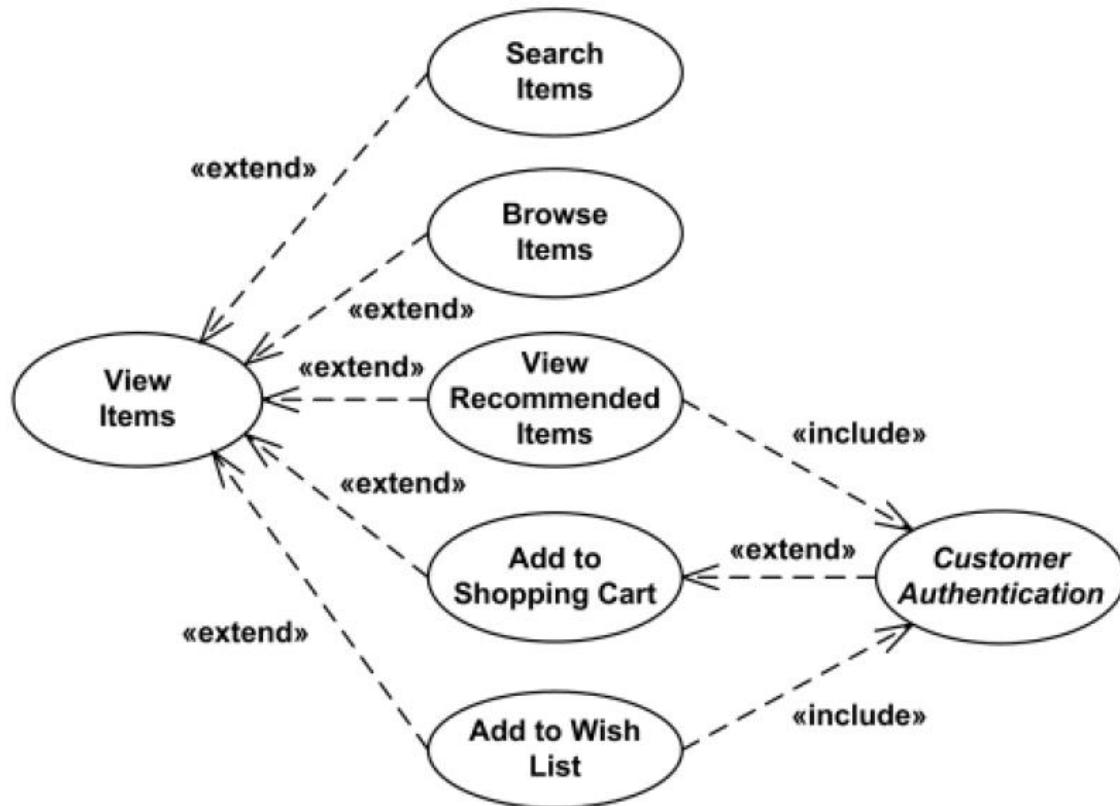 Search
Items
«extend»
Browse
Items
«extend»
View
Items
«extend»
View
Recommended
Items
«include»
«extend»
Add to
Shopping Cart
«extend»
Customer
Authentication
«extend»
Add to Wish
List
«include»